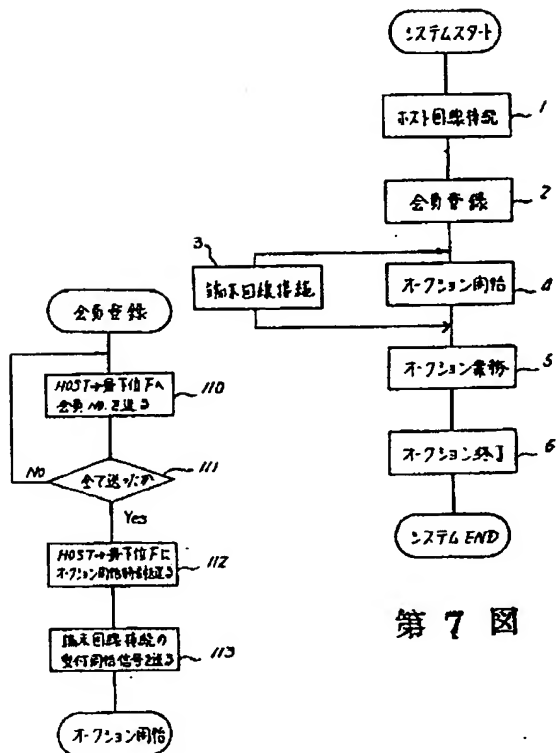 システムスタート
ホスト回線接続
1
会員登録
2
3
端末回線接続
オークション開始
4
オークション業務
5
オークション終了
6
システムEND
第7図
会員登録
HOST→最下位下へ
会員No.を送る
110
全て送ったか
111
No
Yes
HOST→最下位下に
オークション開始時刻を送る
112
端末回線接続の
受付開始信号を送る
113
オークション開始